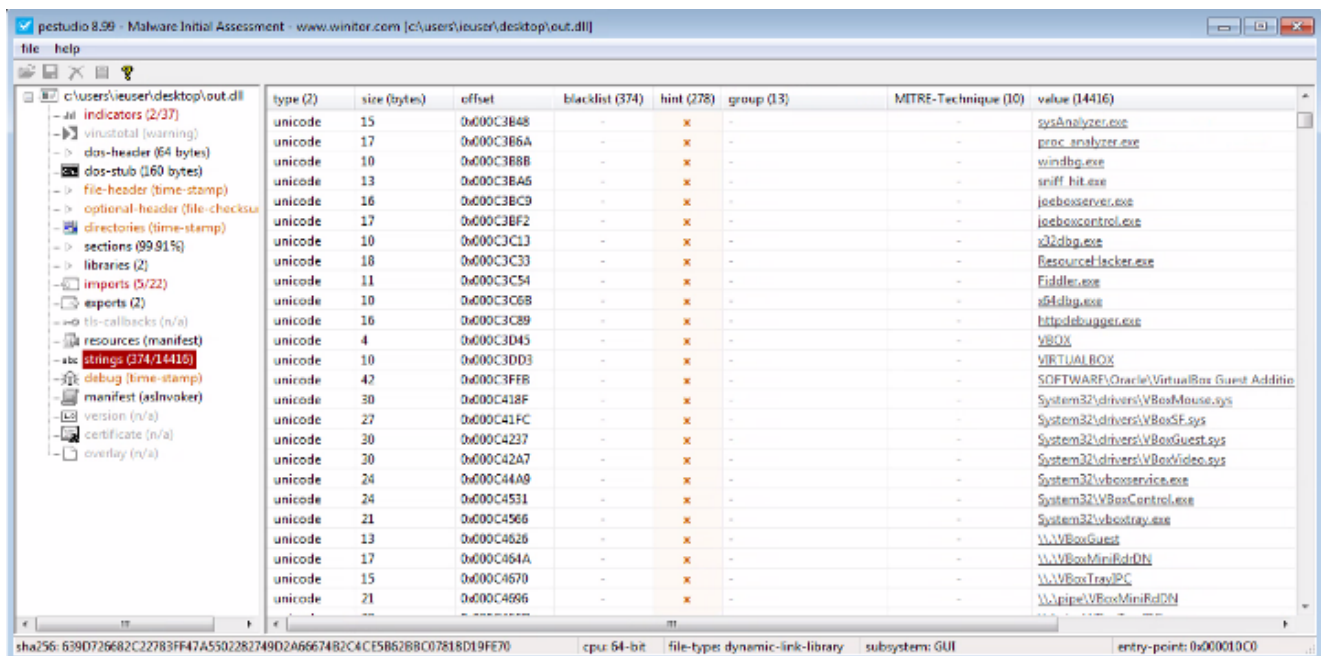 pestudio 8.99 - Malware Initial Assessment - www.winitor.com [c:\users\ieuser\desktop\out.dll]
file help
c:\users\ieuser\desktop\out.dll
indicators (2/37)
virustotal (warning)
dos-header (64 bytes)
dos-stub (160 bytes)
file-header (time-stamp)
optional-header (file-checksu
directories (time-stamp)
sections (99.91%)
libraries (2)
imports (5/22)
exports (2)
tls-callbacks (n/a)
resources (manifest)
abc strings (374/14416)
debug (time-stamp)
manifest (asInvoker)
version (n/a)
certificate (n/a)
overlay (n/a)
type (2) size (bytes) offset blacklist (374) hint (278) group (13) MITRE-Technique (10) value (14416)
unicode 15 0x000C3B48 - x - - sysAnalyzer.exe
unicode 17 0x000C3B6A - x - - proc_analyzer.exe
unicode 10 0x000C3B8B - x - - windbg.exe
unicode 13 0x000C3BA6 - x - - sniff_hit.exe
unicode 16 0x000C3BC9 - x - - joeboxserver.exe
unicode 17 0x000C3BF2 - x - - joeboxcontrol.exe
unicode 10 0x000C3C13 - x - - x32dbg.exe
unicode 18 0x000C3C33 - x - - ResourceHacker.exe
unicode 11 0x000C3C54 - x - - Fiddler.exe
unicode 10 0x000C3C6B - x - - x64dbg.exe
unicode 16 0x000C3C89 - x - - httpdebugger.exe
unicode 4 0x000C3D45 - x - - VBOX
unicode 10 0x000C3DD3 - x - - VIRTUALBOX
unicode 42 0x000C3FEB - x - - SOFTWARE\Oracle\VirtualBox Guest Additio
unicode 30 0x000C418F - x - - System32\drivers\VBoxMouse.sys
unicode 27 0x000C41FC - x - - System32\drivers\VBoxSF.sys
unicode 30 0x000C4237 - x - - System32\drivers\VBoxGuest.sys
unicode 30 0x000C42A7 - x - - System32\drivers\VBoxVideo.sys
unicode 24 0x000C44A9 - x - - System32\vboxservice.exe
unicode 24 0x000C4531 - x - - System32\VBoxControl.exe
unicode 21 0x000C4566 - x - - System32\vboxtray.exe
unicode 13 0x000C4626 - x - - \\.\VBoxGuest
unicode 17 0x000C464A - x - - \\.\VBoxMiniRdrDN
unicode 15 0x000C4670 - x - - \\.\VBoxTrayIPC
unicode 21 0x000C4696 - x - - \\.\pipe\VBoxMiniRdDN
sha256: 639D726682C22783FF47A5502282749D2A66674B2C4CE5B62BBC07818D19FE70 cpu: 64-bit file-type: dynamic-link-library subsystem: GUI entry-point: 0x000010C0